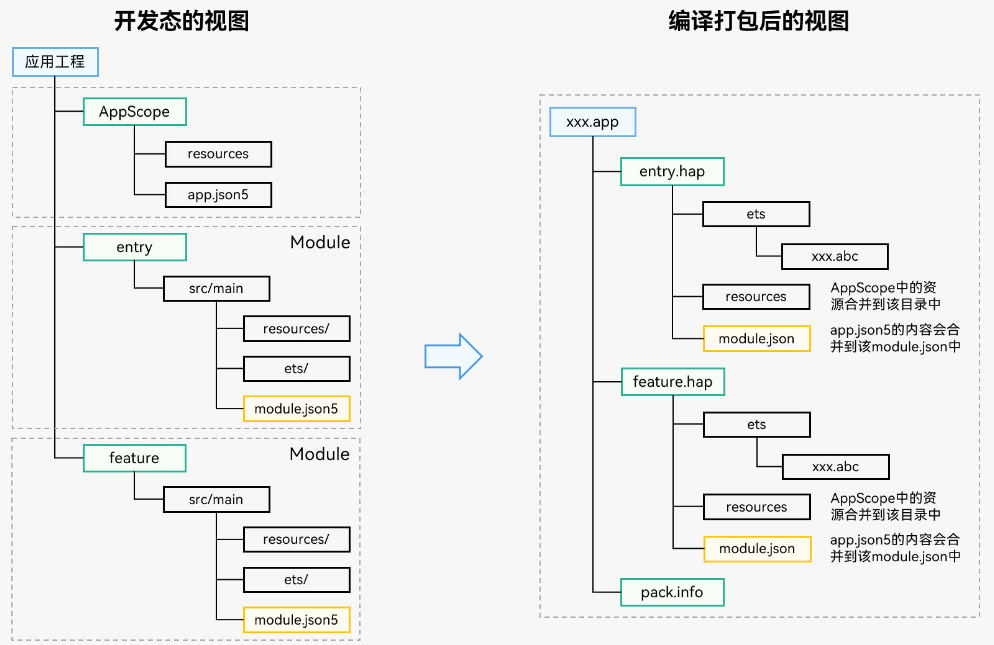 开发态的视图
应用工程
AppScope
resources
app.json5
Module
entry
src/main
resources/
ets/
module.json5
Module
feature
src/main
resources/
ets/
module.json5
编译打包后的视图
xxx.app
entry.hap
ets
xxx.abc
resources
AppScope中的资
源合并到该目录中
module.json
app.json5的内容会合
并到该module.json中
feature.hap
ets
xxx.abc
resources
AppScope中的资
源合并到该目录中
module.json
app.json5的内容会合
并到该module.json中
pack.info